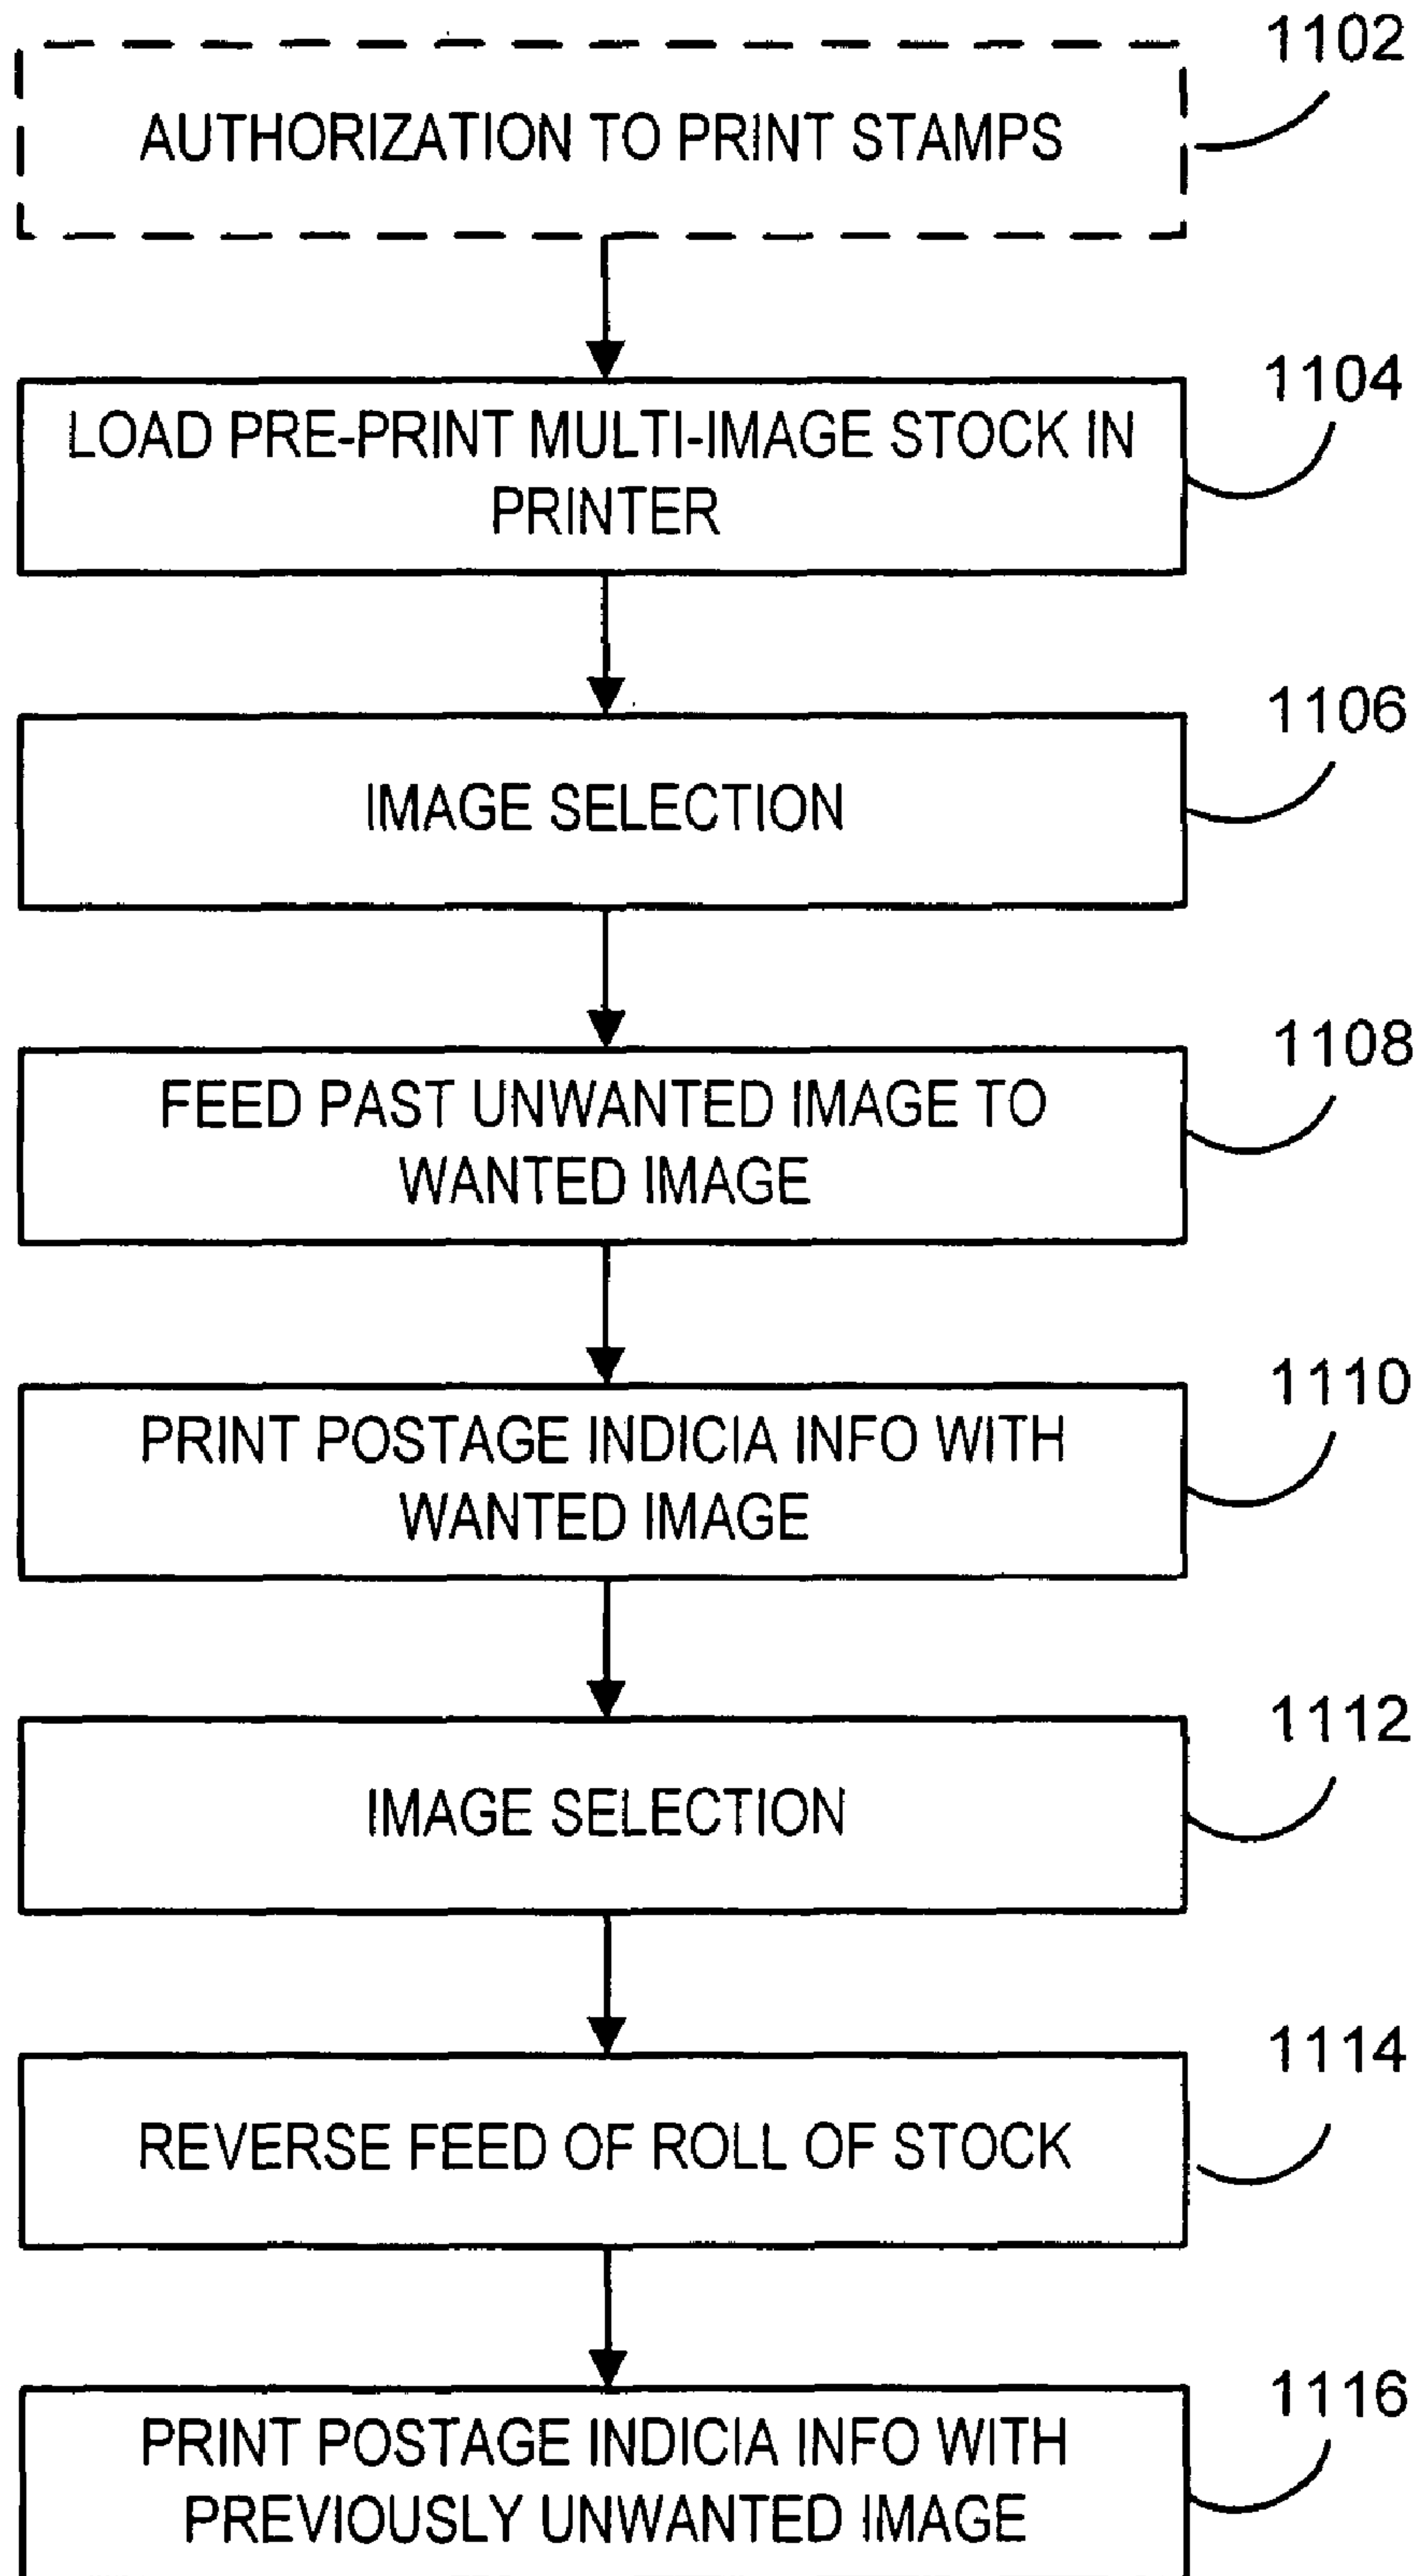 1102
AUTHORIZATION TO PRINT STAMPS
1104
LOAD PRE-PRINT MULTI-IMAGE STOCK IN
PRINTER
1106
IMAGE SELECTION
1108
FEED PAST UNWANTED IMAGE TO
WANTED IMAGE
1110
PRINT POSTAGE INDICIA INFO WITH
WANTED IMAGE
1112
IMAGE SELECTION
1114
REVERSE FEED OF ROLL OF STOCK
1116
PRINT POSTAGE INDICIA INFO WITH
PREVIOUSLY UNWANTED IMAGE